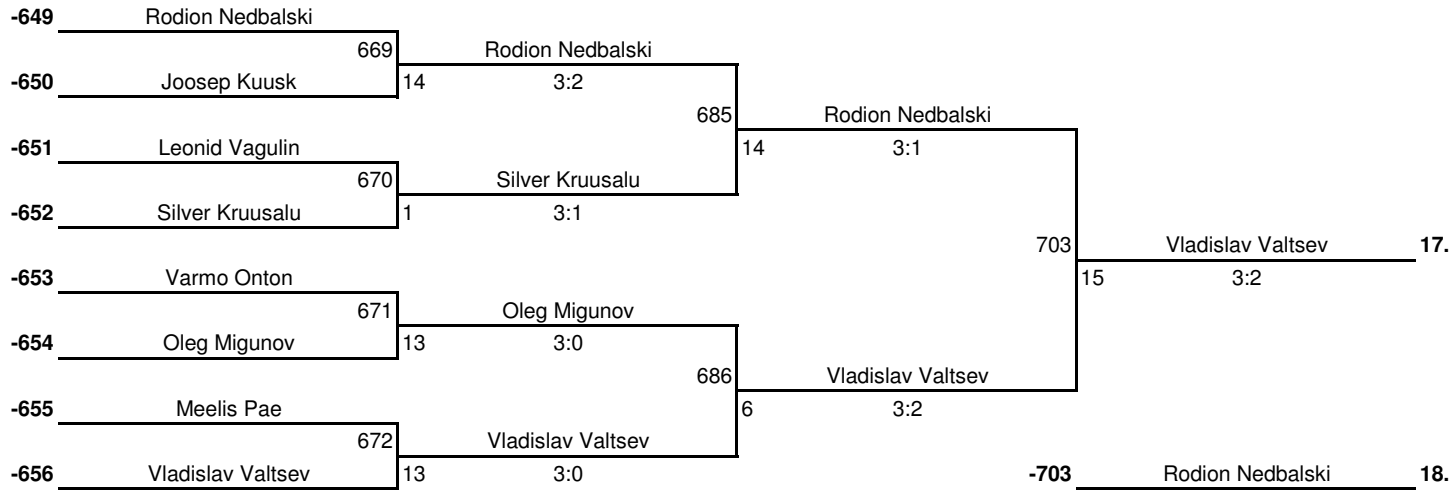 -649 Rodion Nedbalski
669 Rodion Nedbalski
-650 Joosep Kuusk 14 3:2
685 Rodion Nedbalski
-651 Leonid Vagulin 14 3:1
670 Silver Kruusalu
-652 Silver Kruusalu 1 3:1
703 Vladislav Valtsev 17.
-653 Varmo Onton 15 3:2
671 Oleg Migunov
-654 Oleg Migunov 13 3:0
686 Vladislav Valtsev
-655 Meelis Pae 6 3:2
672 Vladislav Valtsev
-656 Vladislav Valtsev 13 3:0 -703 Rodion Nedbalski 18.